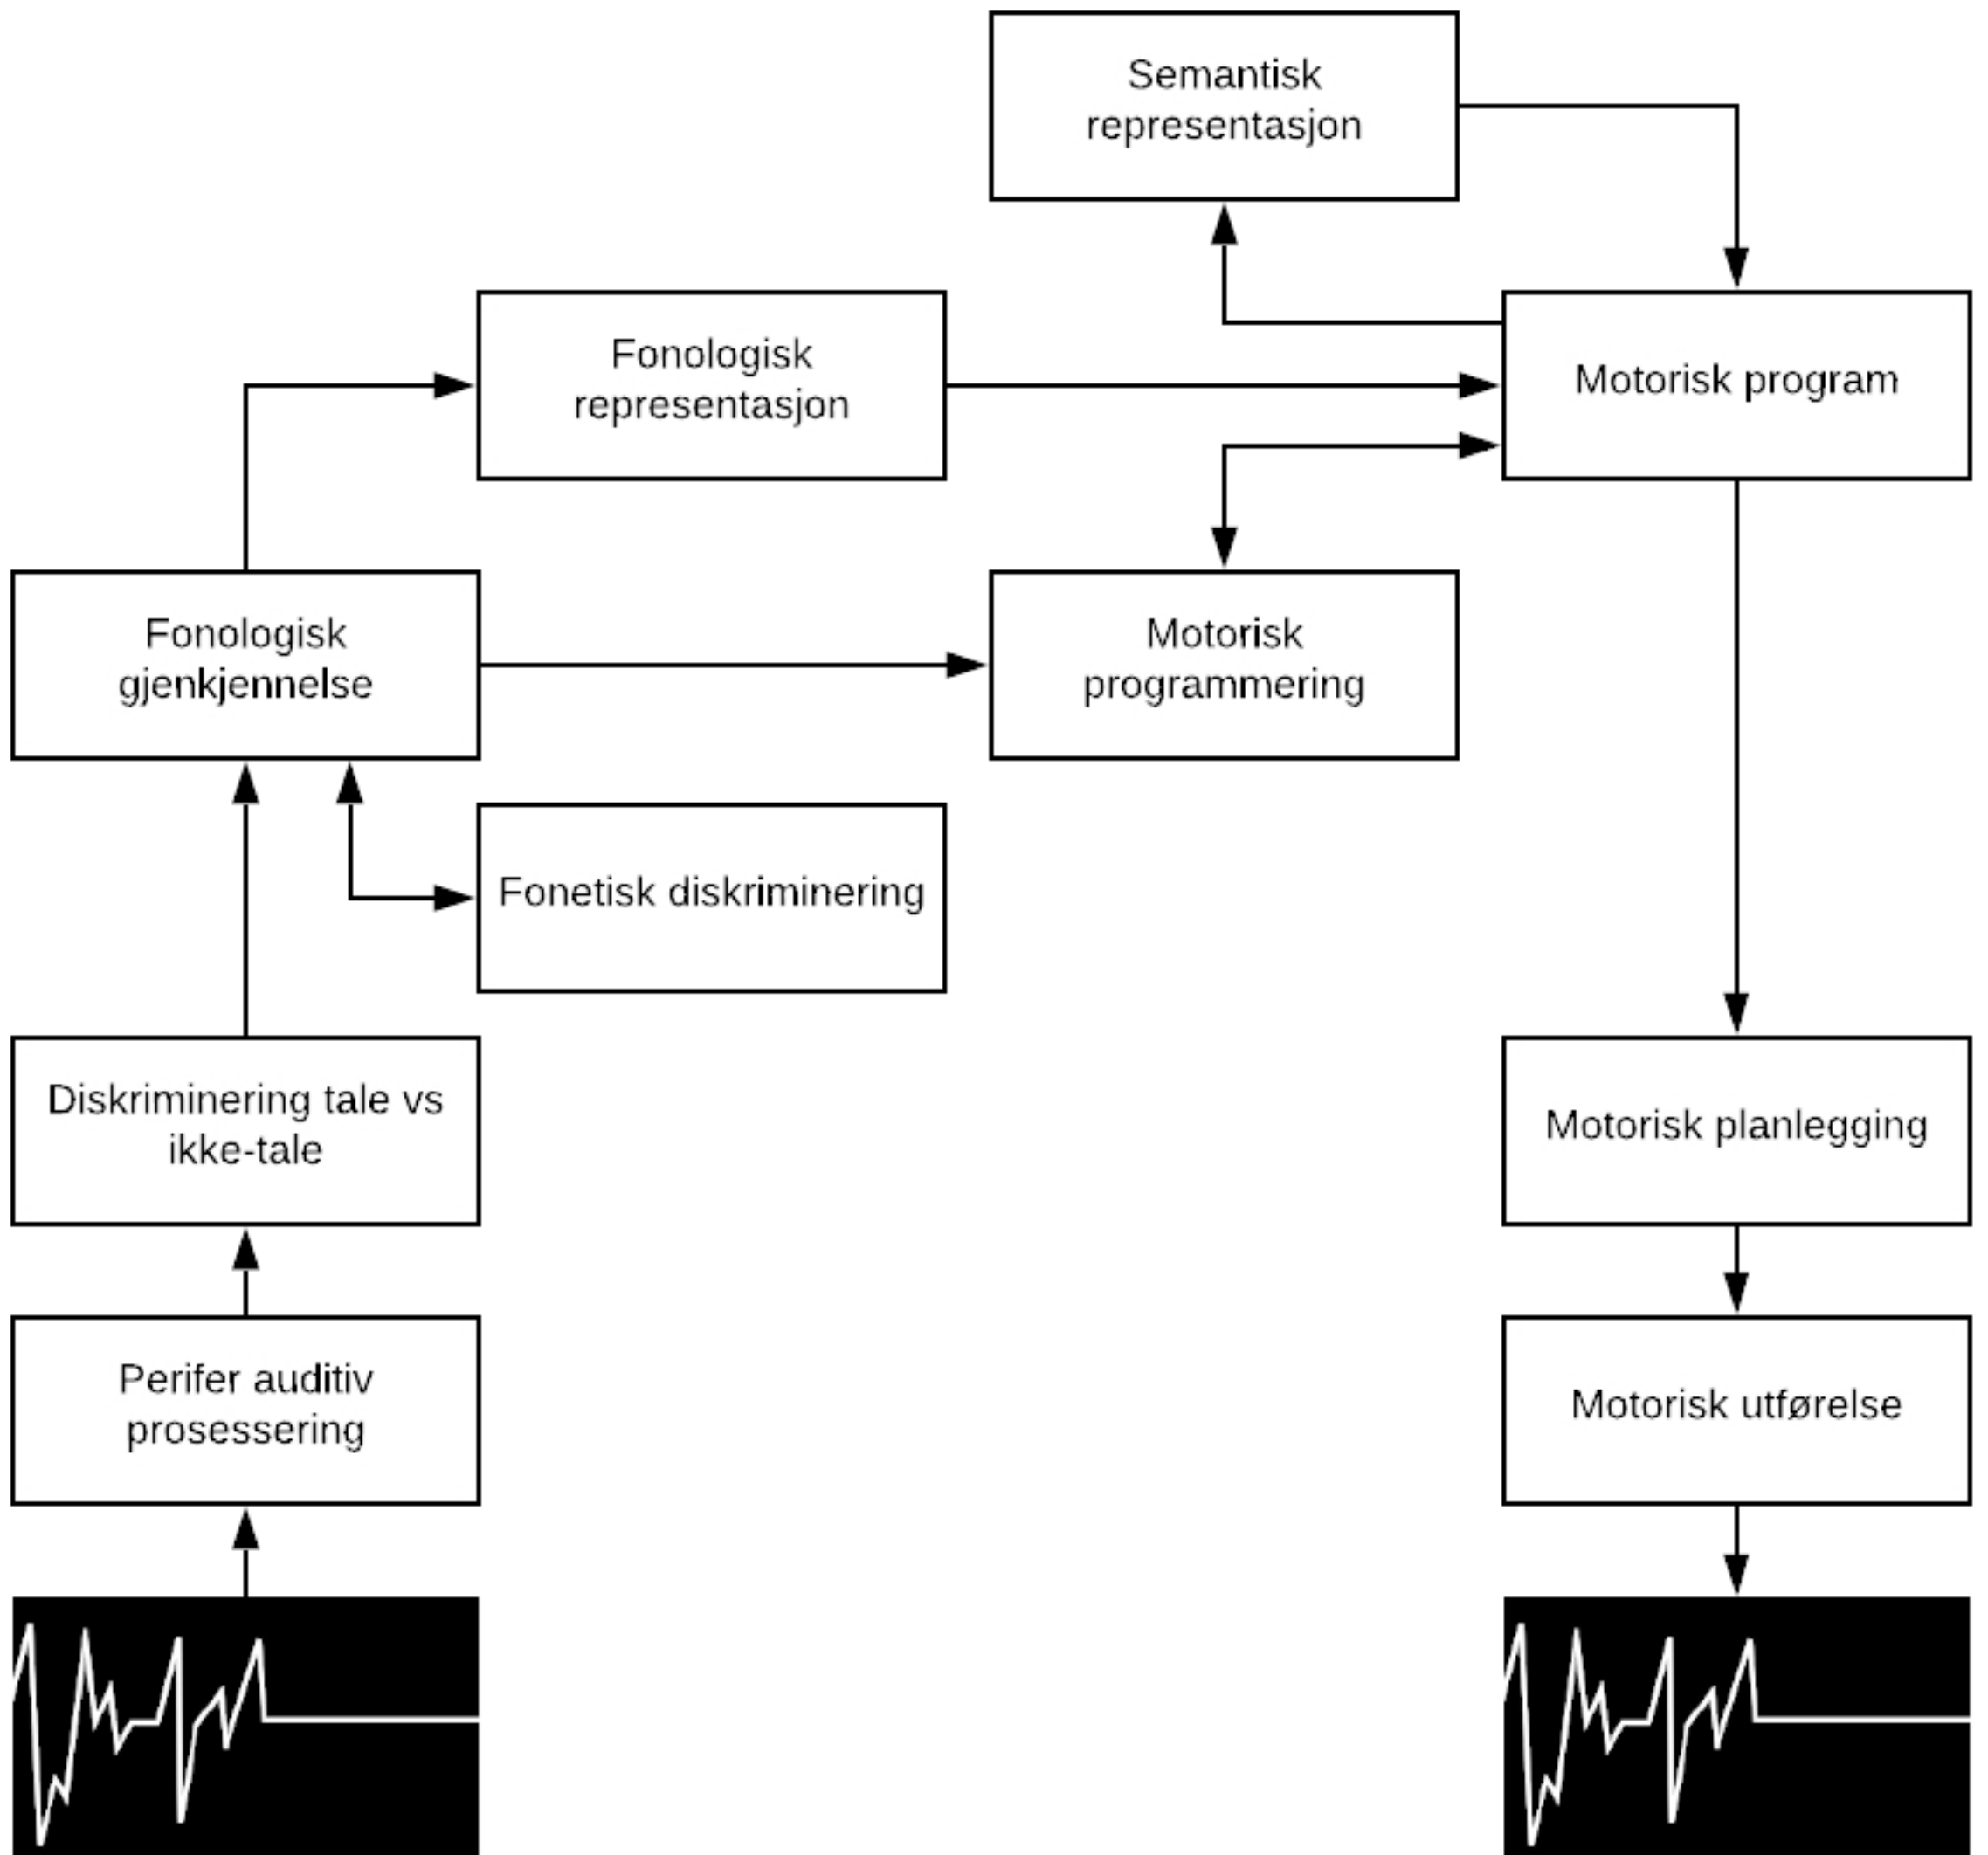 Semantisk
representasjon
Fonologisk
representasjon
Motorisk program
Fonologisk
gjenkjennelse
Motorisk
programmering
Fonetisk diskriminering
Diskriminering tale vs
ikke-tale
Motorisk planlegging
Perifer auditiv
prosessering
Motorisk utførelse